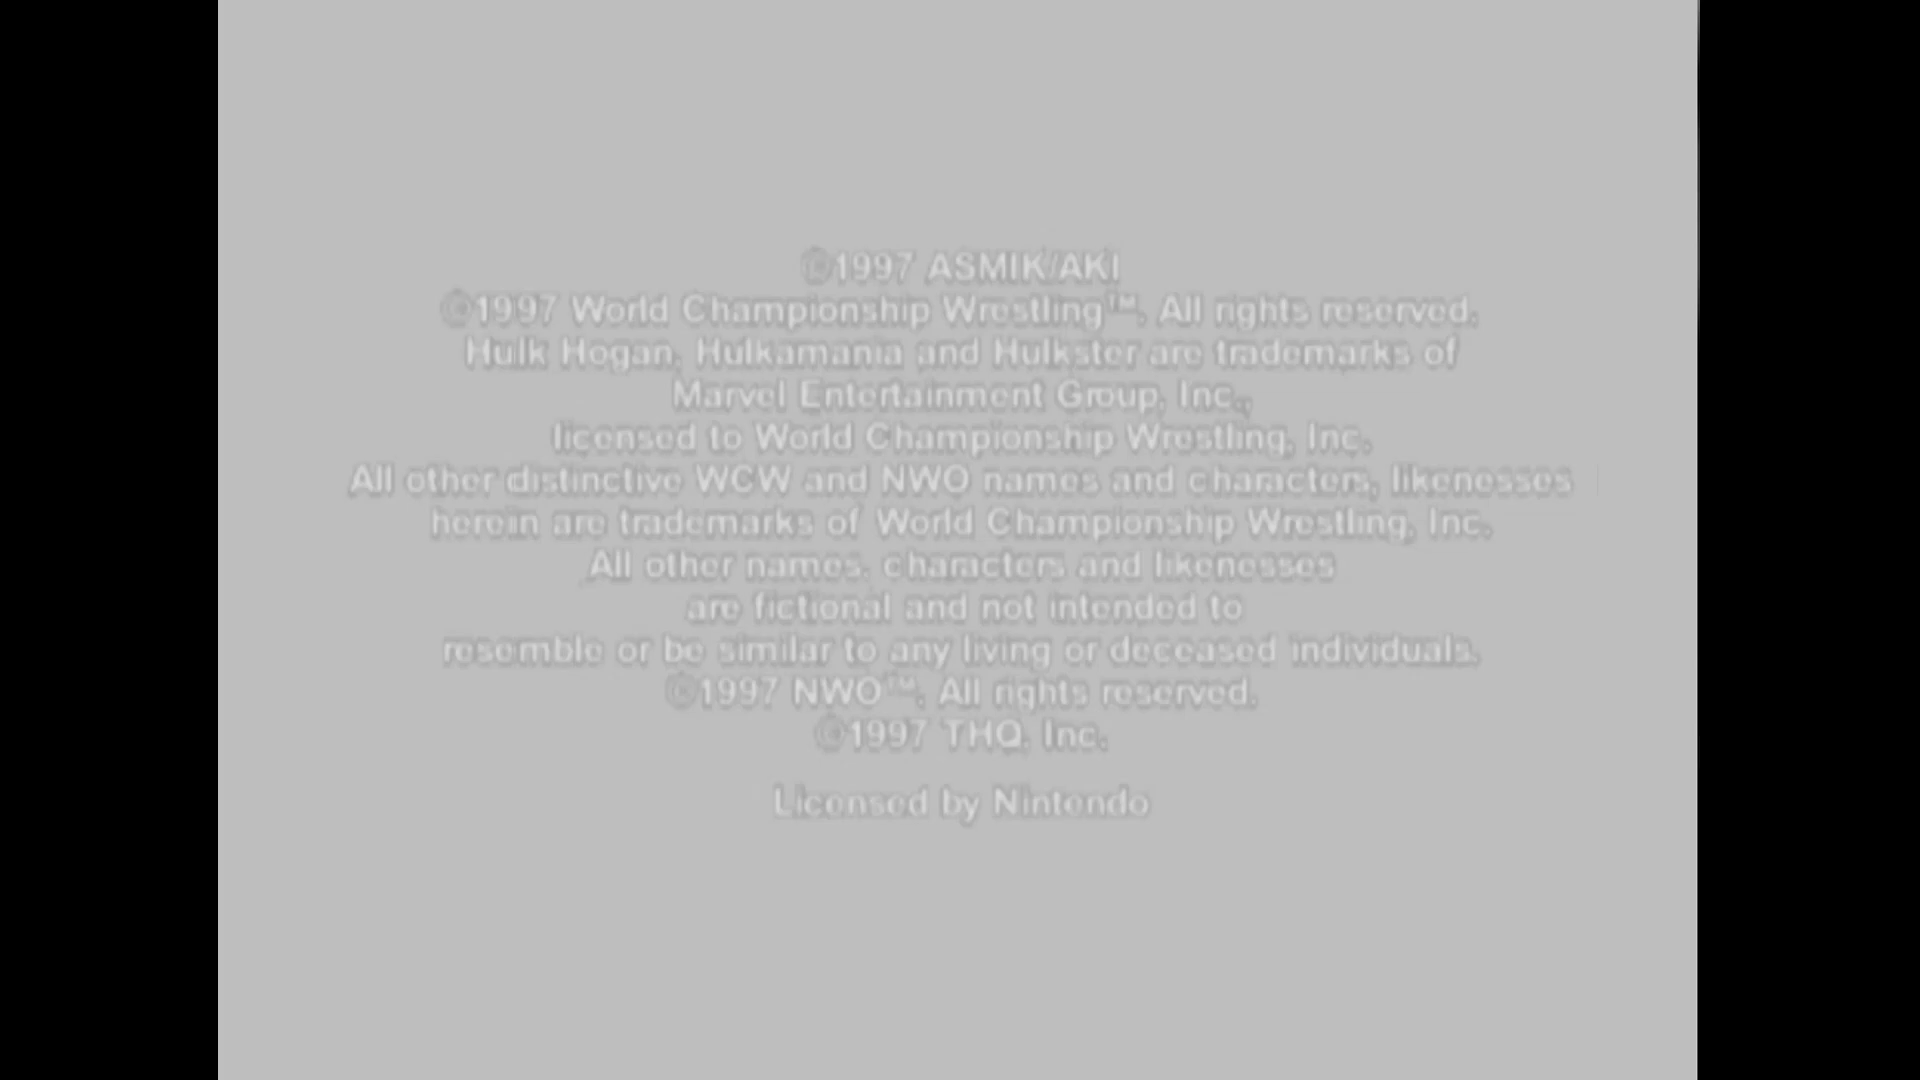 ©1997 ASMIK/AKI
©1997 World Championship Wrestling™. All rights reserved.
Hulk Hogan, Hulkamania and Hulkster are trademarks of
Marvel Entertainment Group, Inc.,
licensed to World Championship Wrestling, Inc.
All other distinctive WCW and NWO names and characters, likenesses
herein are trademarks of World Championship Wrestling, Inc.
All other names, characters and likenesses
are fictional and not intended to
resemble or be similar to any living or deceased individuals.
©1997 NWO™. All rights reserved.
©1997 THQ, Inc.
Licensed by Nintendo